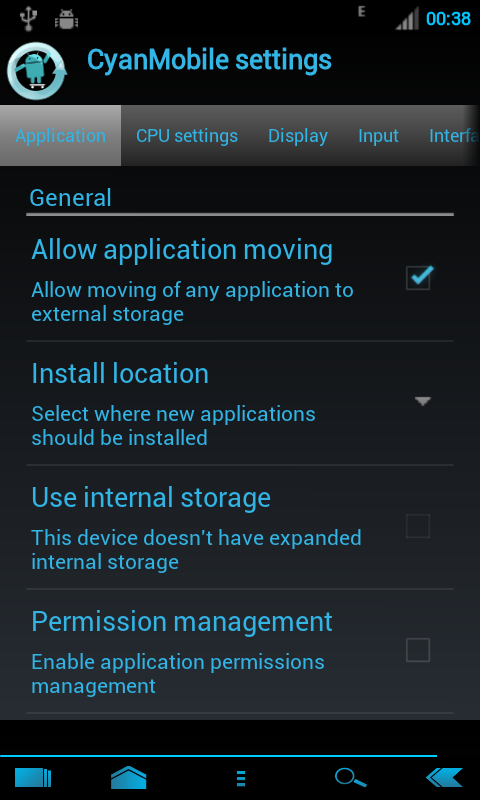 E
00:38
CyanMobile settings
Application CPU settings Display Input Interfa
General
Allow application moving
Allow moving of any application to
external storage
Install location
Select where new applications
should be installed
Use internal storage
This device doesn't have expanded
internal storage
Permission management
Enable application permissions
management